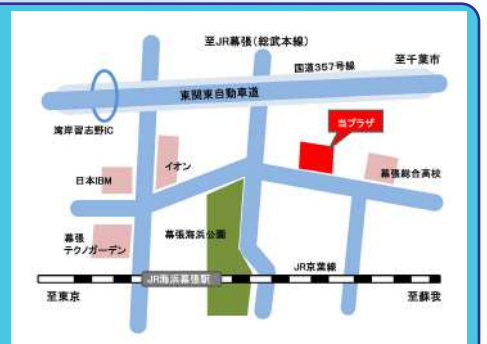 至JR幕張(総武本線)
国道357号線
至千葉市
東関東自動車道
当プラザ
湾岸習志野IC
イオン
日本IBM
幕張総合高校
幕張海浜公園
幕張
テクノガーデン
JR京葉線
JR海浜幕張駅
至東京
至蘇我